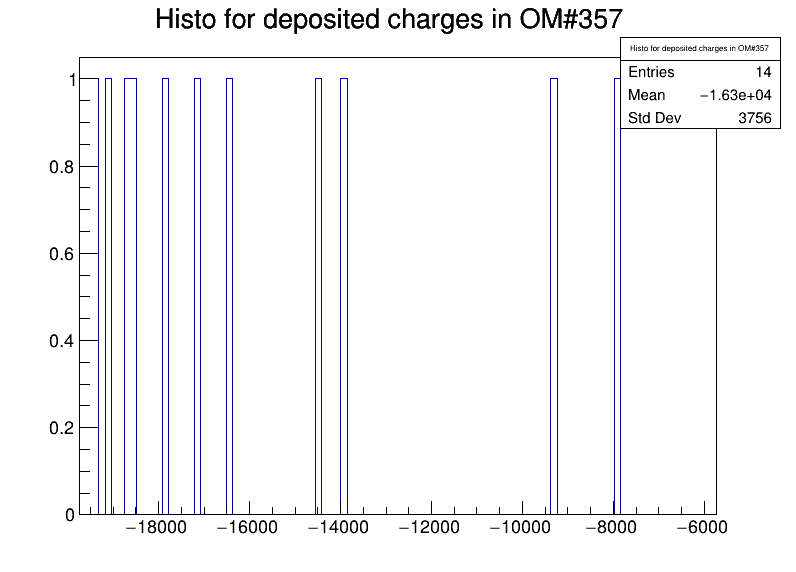 Histo for deposited charges in OM#357
Histo for deposited charges in OM#357
Entries 14
Mean −1.63e+04
Std Dev 3756
1
0.8
0.6
0.4
0.2
0
−18000 −16000 −14000 −12000 −10000 −8000 −6000